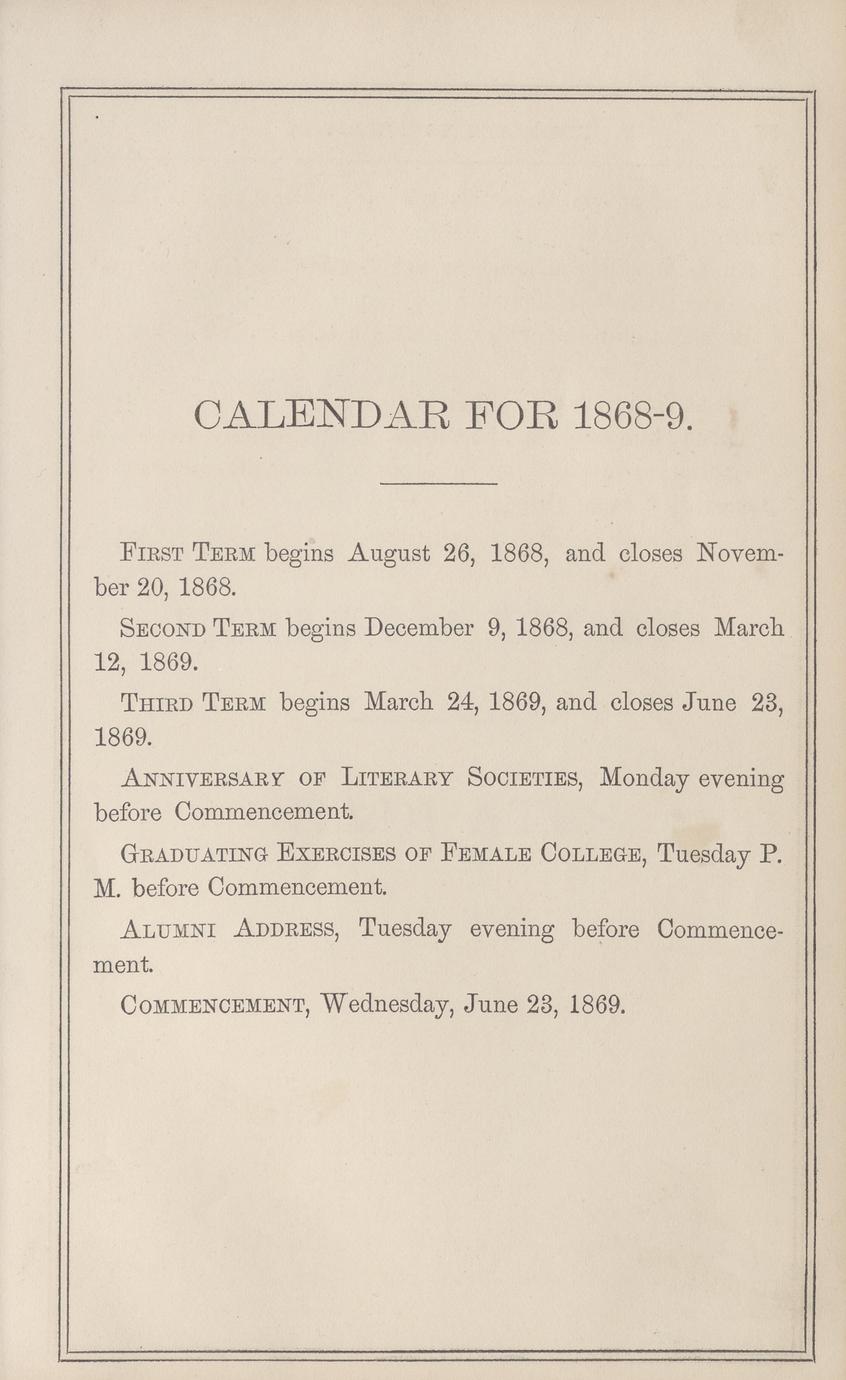 CALENDAR FOR 1868-9.
FIRST TERM begins August 26, 1868, and closes Novem-
ber 20, 1868.
SECOND TERM begins December 9, 1868, and closes March
12, 1869.
THIRD TERM begins March 24, 1869, and closes June 23,
1869.
ANNIVERSARY OF LITERARY SOCIETIES, Monday evening
before Commencement.
GRADUATING EXERCISES OF FEMALE COLLEGE, Tuesday P.
M. before Commencement.
ALUMNI ADDRESS, Tuesday evening before Commence-
ment.
COMMENCEMENT, Wednesday, June 23, 1869.